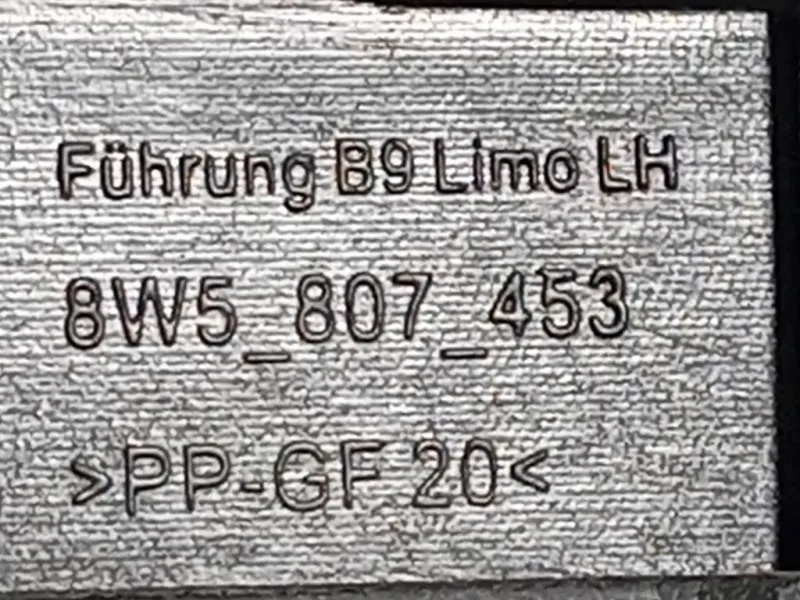 Führung B9 Limo LH
8W5_807_453
>PP-GF 20<